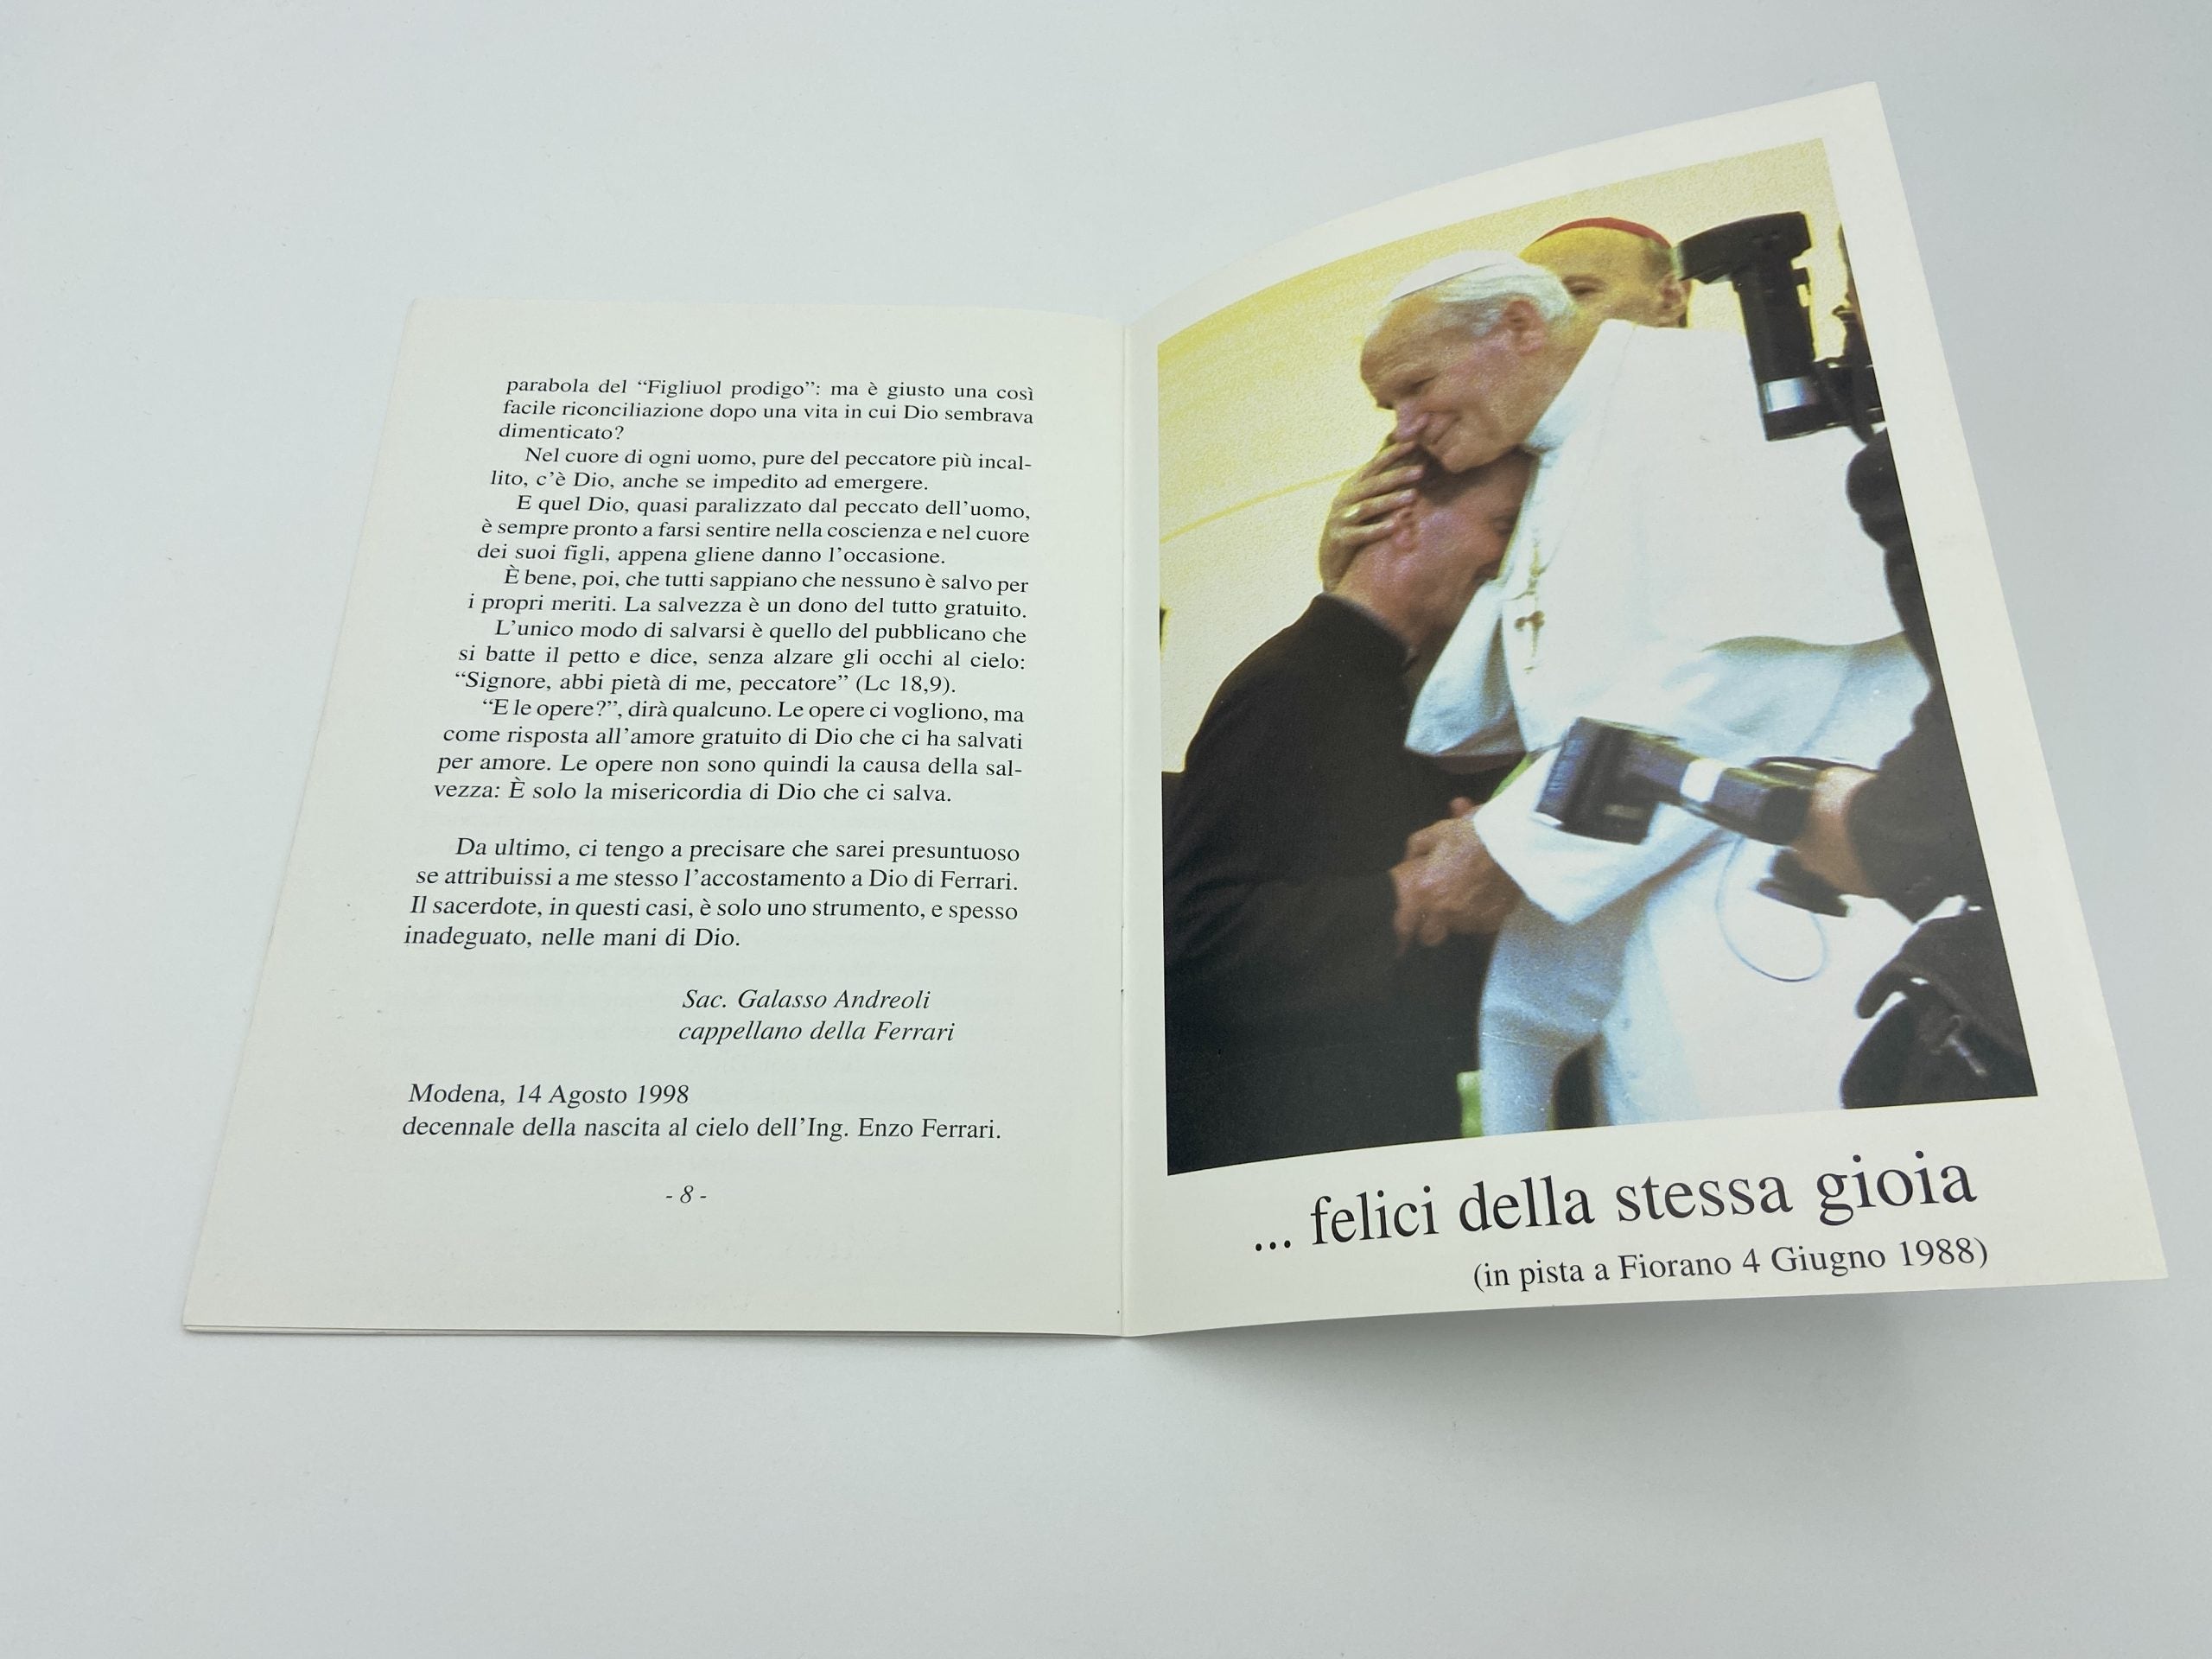 parabola del “Figliuol prodigo”: ma è giusto una così
facile riconciliazione dopo una vita in cui Dio sembrava
dimenticato?
Nel cuore di ogni uomo, pure del peccatore più incal-
lito, c’è Dio, anche se impedito ad emergere.
E quel Dio, quasi paralizzato dal peccato dell’uomo,
è sempre pronto a farsi sentire nella coscienza e nel cuore
dei suoi figli, appena gliene danno l’occasione.
È bene, poi, che tutti sappiano che nessuno è salvo per
i propri meriti. La salvezza è un dono del tutto gratuito.
L’unico modo di salvarsi è quello del pubblicano che
si batte il petto e dice, senza alzare gli occhi al cielo:
“Signore, abbi pietà di me, peccatore” (Lc 18,9).
“E le opere?”, dirà qualcuno. Le opere ci vogliono, ma
come risposta all’amore gratuito di Dio che ci ha salvati
per amore. Le opere non sono quindi la causa della sal-
vezza: È solo la misericordia di Dio che ci salva.
Da ultimo, ci tengo a precisare che sarei presuntuoso
se attribuissi a me stesso l’accostamento a Dio di Ferrari.
Il sacerdote, in questi casi, è solo uno strumento, e spesso
inadeguato, nelle mani di Dio.
Sac. Galasso Andreoli
cappellano della Ferrari
Modena, 14 Agosto 1998
decennale della nascita al cielo dell’Ing. Enzo Ferrari.
- 8 -
... felici della stessa gioia
(in pista a Fiorano 4 Giugno 1988)